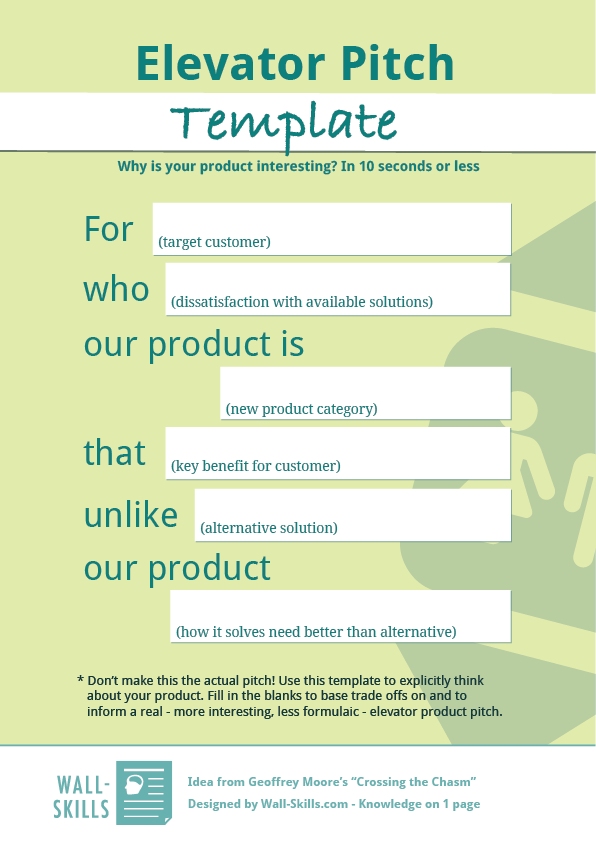 Elevator Pitch
Template
Why is your product interesting? In 10 seconds or less
For
(target customer)
who
(dissatisfaction with available solutions)
our product is
(new product category)
that
(key benefit for customer)
unlike
(alternative solution)
our product
(how it solves need better than alternative)
* Don't make this the actual pitch! Use this template to explicitly think
about your product. Fill in the blanks to base trade offs on and to
inform a real - more interesting, less formulaic - elevator product pitch.
WALL-
SKILLS
Idea from Geoffrey Moore's “Crossing the Chasm”
Designed by Wall-Skills.com - Knowledge on 1 page